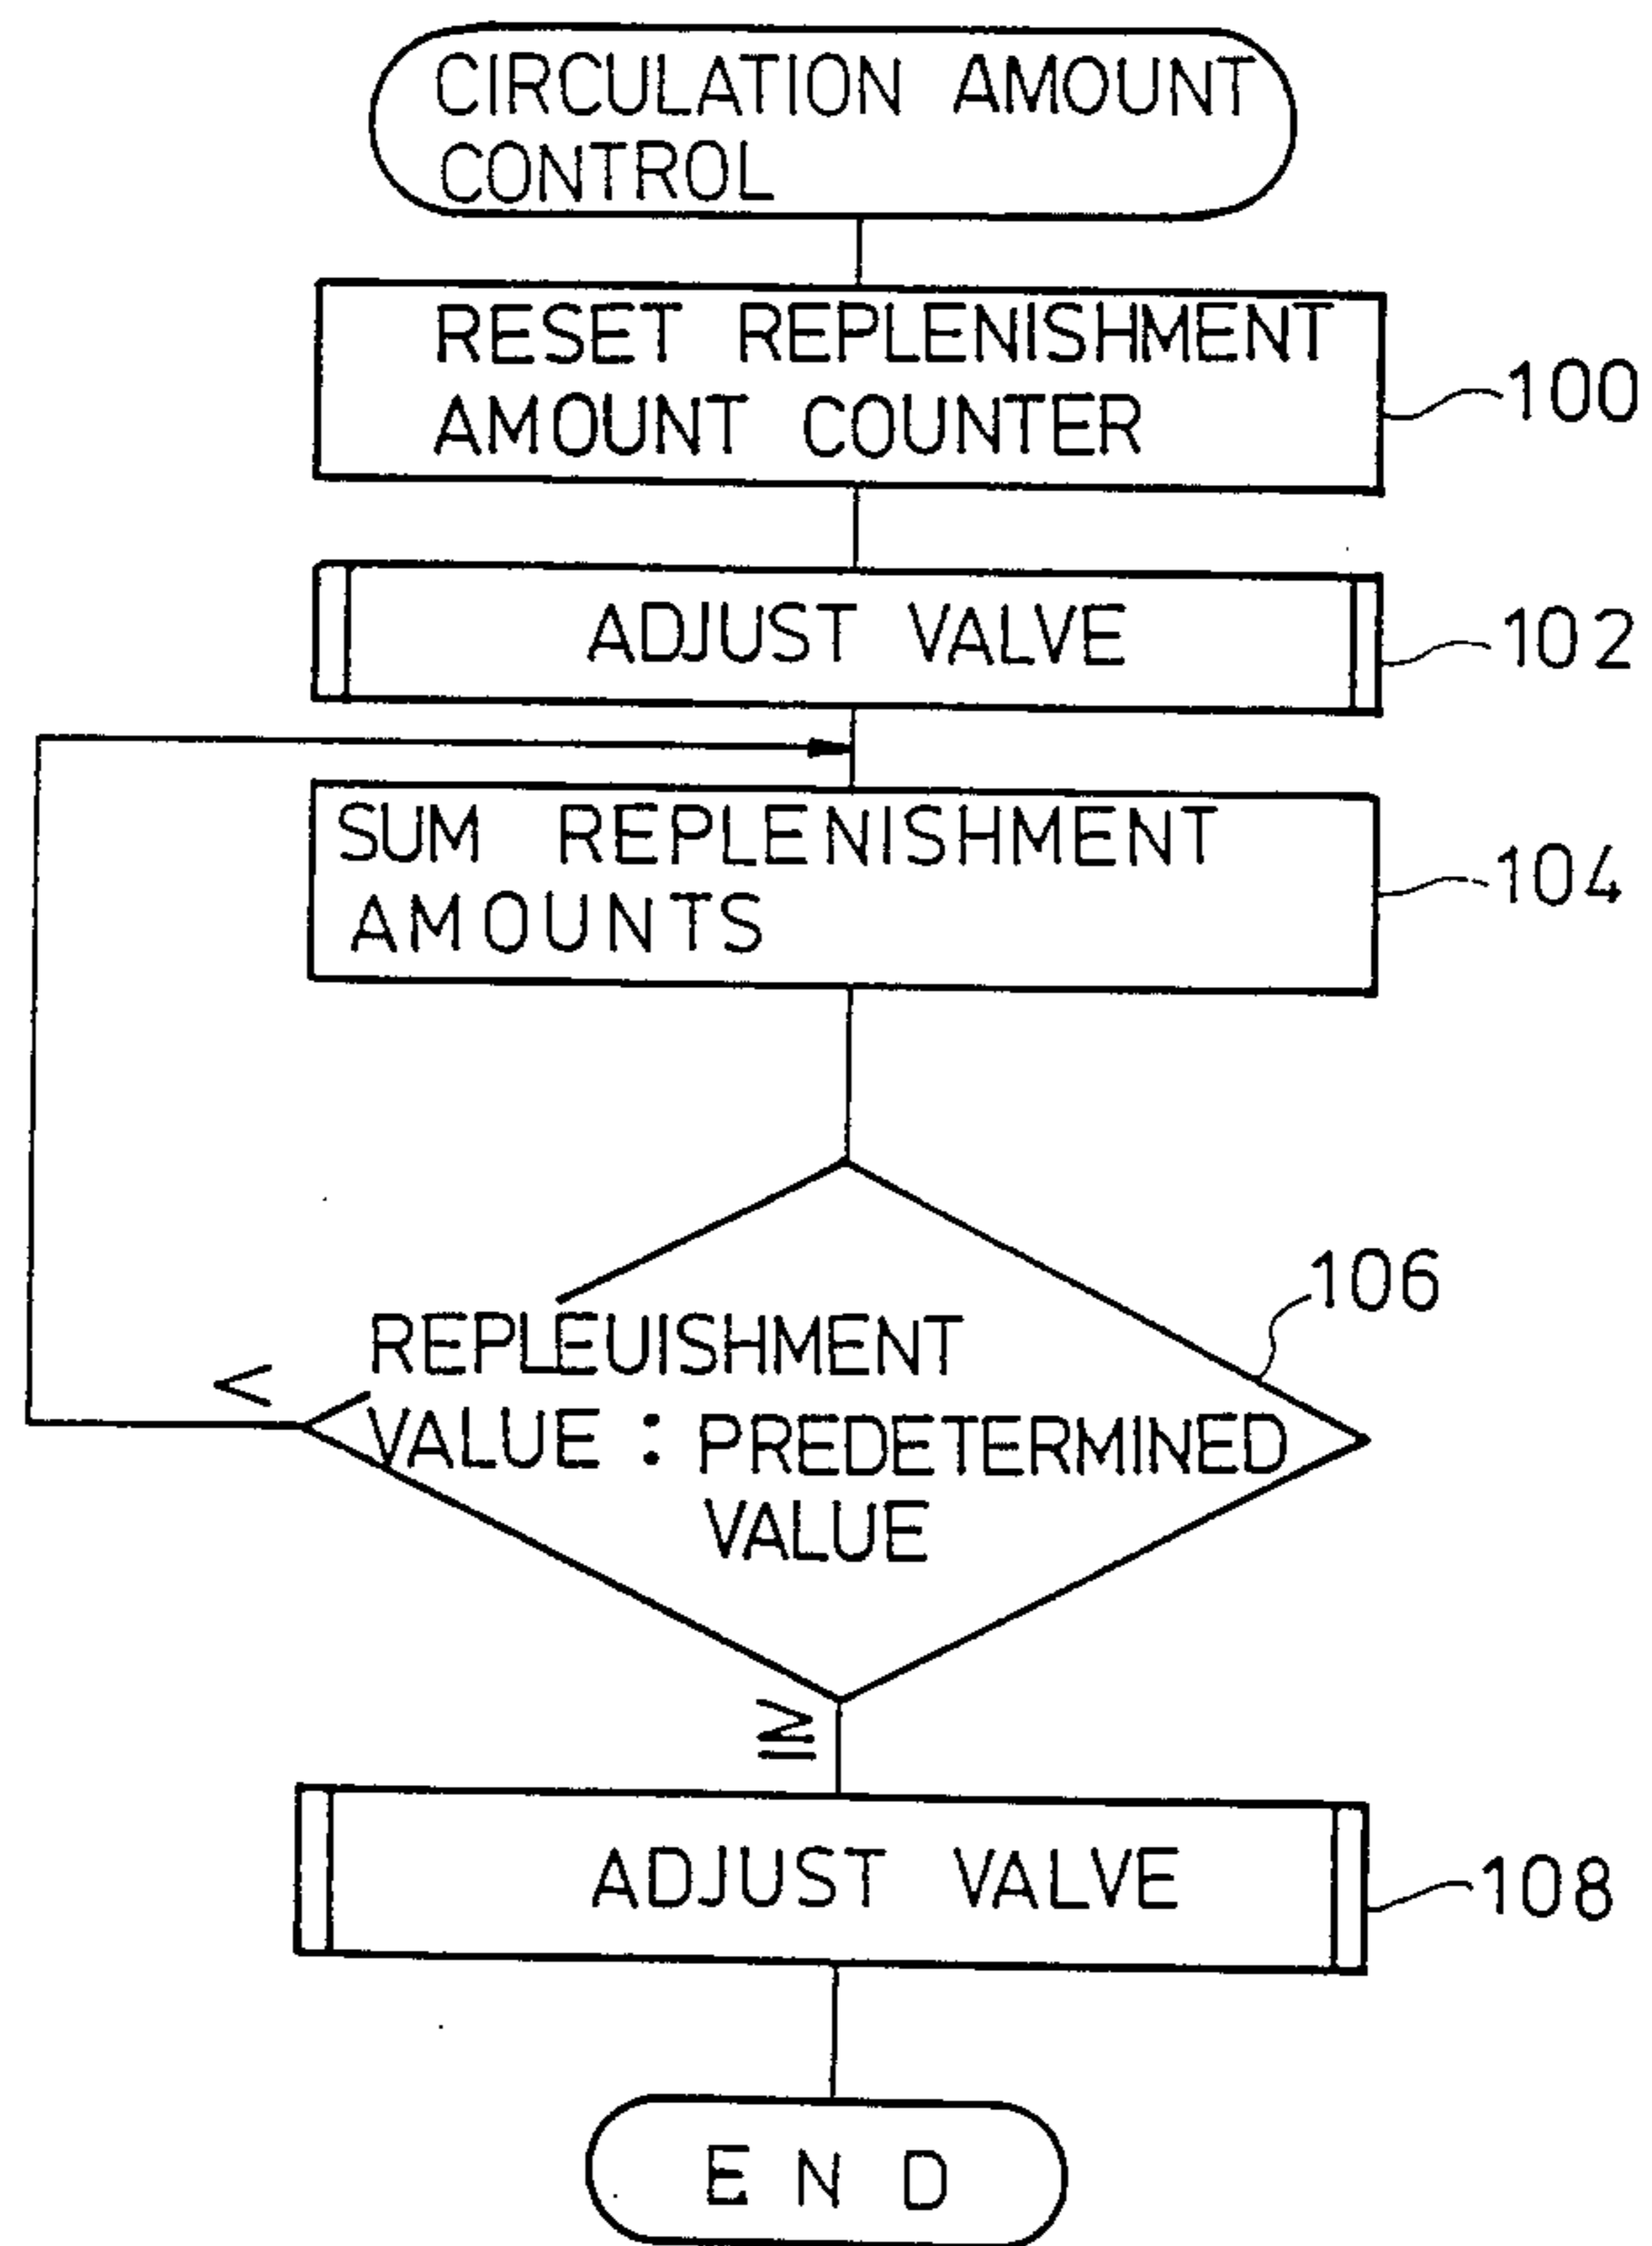 CIRCULATION AMOUNT
CONTROL
RESET REPLENISHMENT
AMOUNT COUNTER
100
ADJUST VALVE
102
SUM REPLENISHMENT
AMOUNTS
104
106
REPLEUISHMENT
<
VALUE : PREDETERMINED
VALUE
≧
ADJUST VALVE
108
END